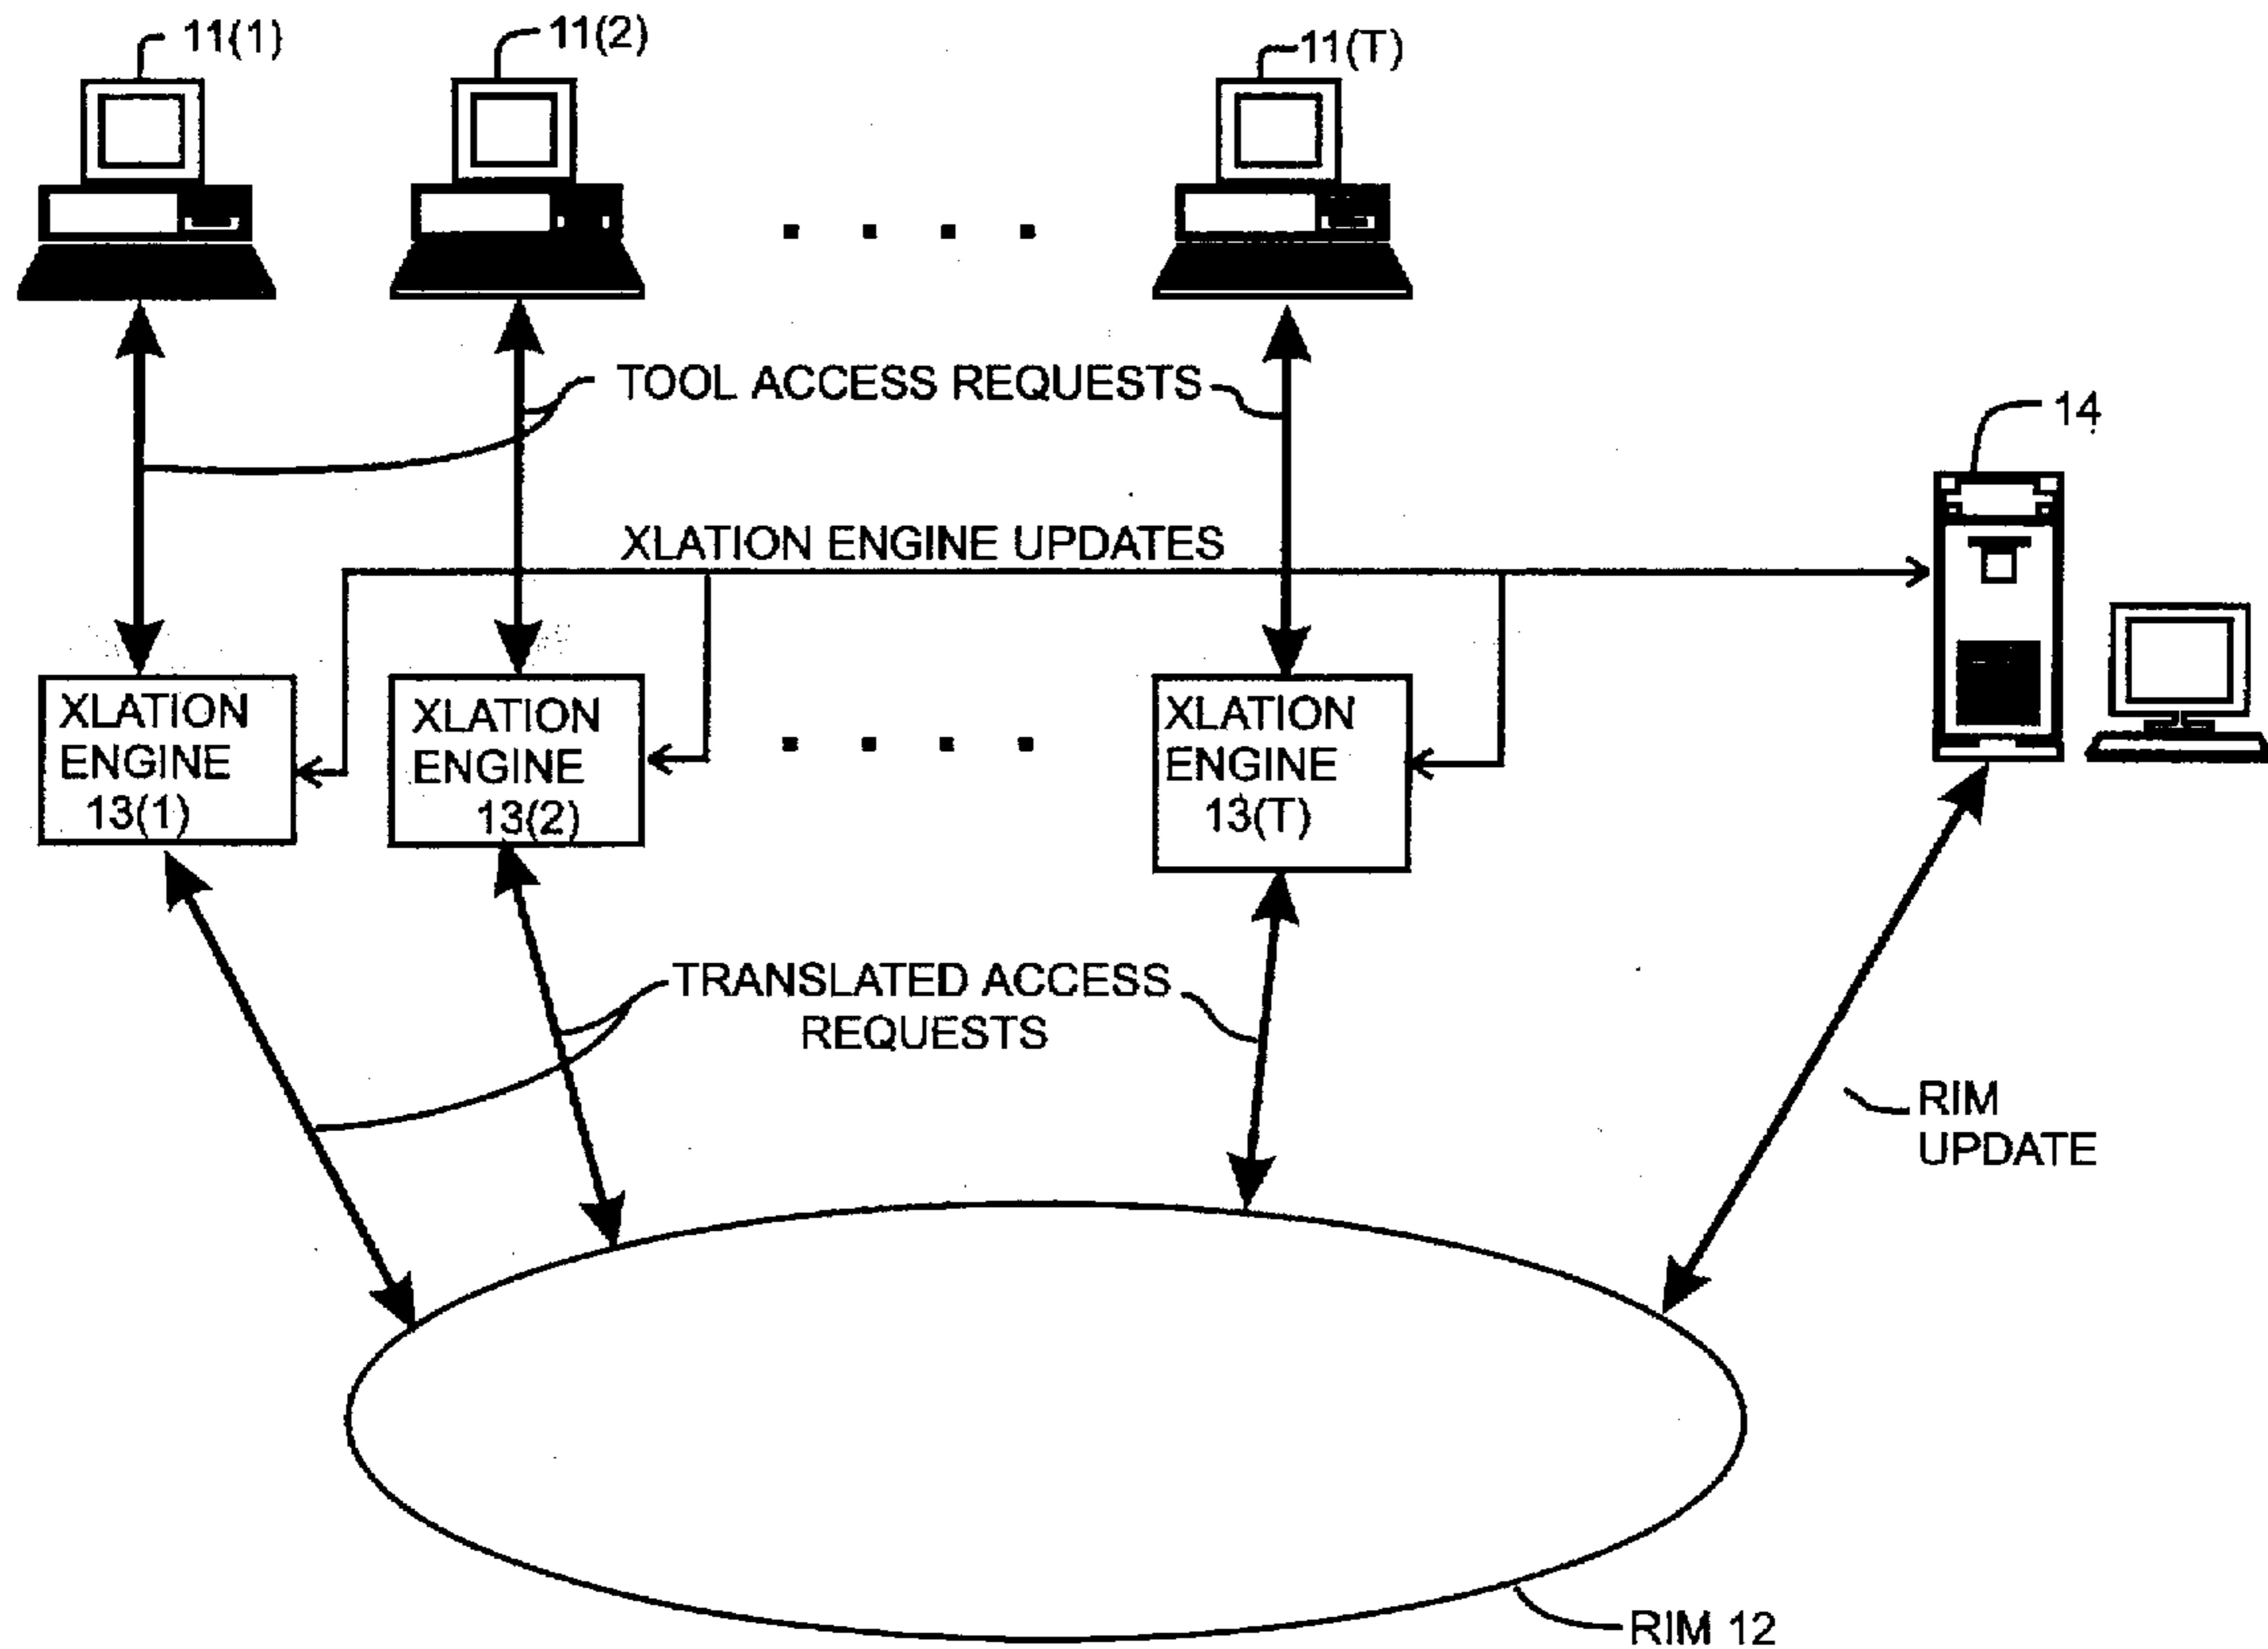 11(1)
11(2)
11(T)
TOOL ACCESS REQUESTS
14
XLATION ENGINE UPDATES
XLATION
ENGINE
13(1)
XLATION
ENGINE
13(2)
XLATION
ENGINE
13(T)
TRANSLATED ACCESS
REQUESTS
RIM
UPDATE
RIM 12